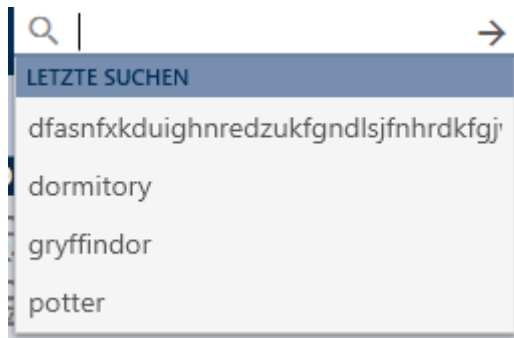 LETZTE SUCHEN
dfasnfxkduighnredzukfgndlsjfnhrdkfgj
dormitory
gryffindor
potter